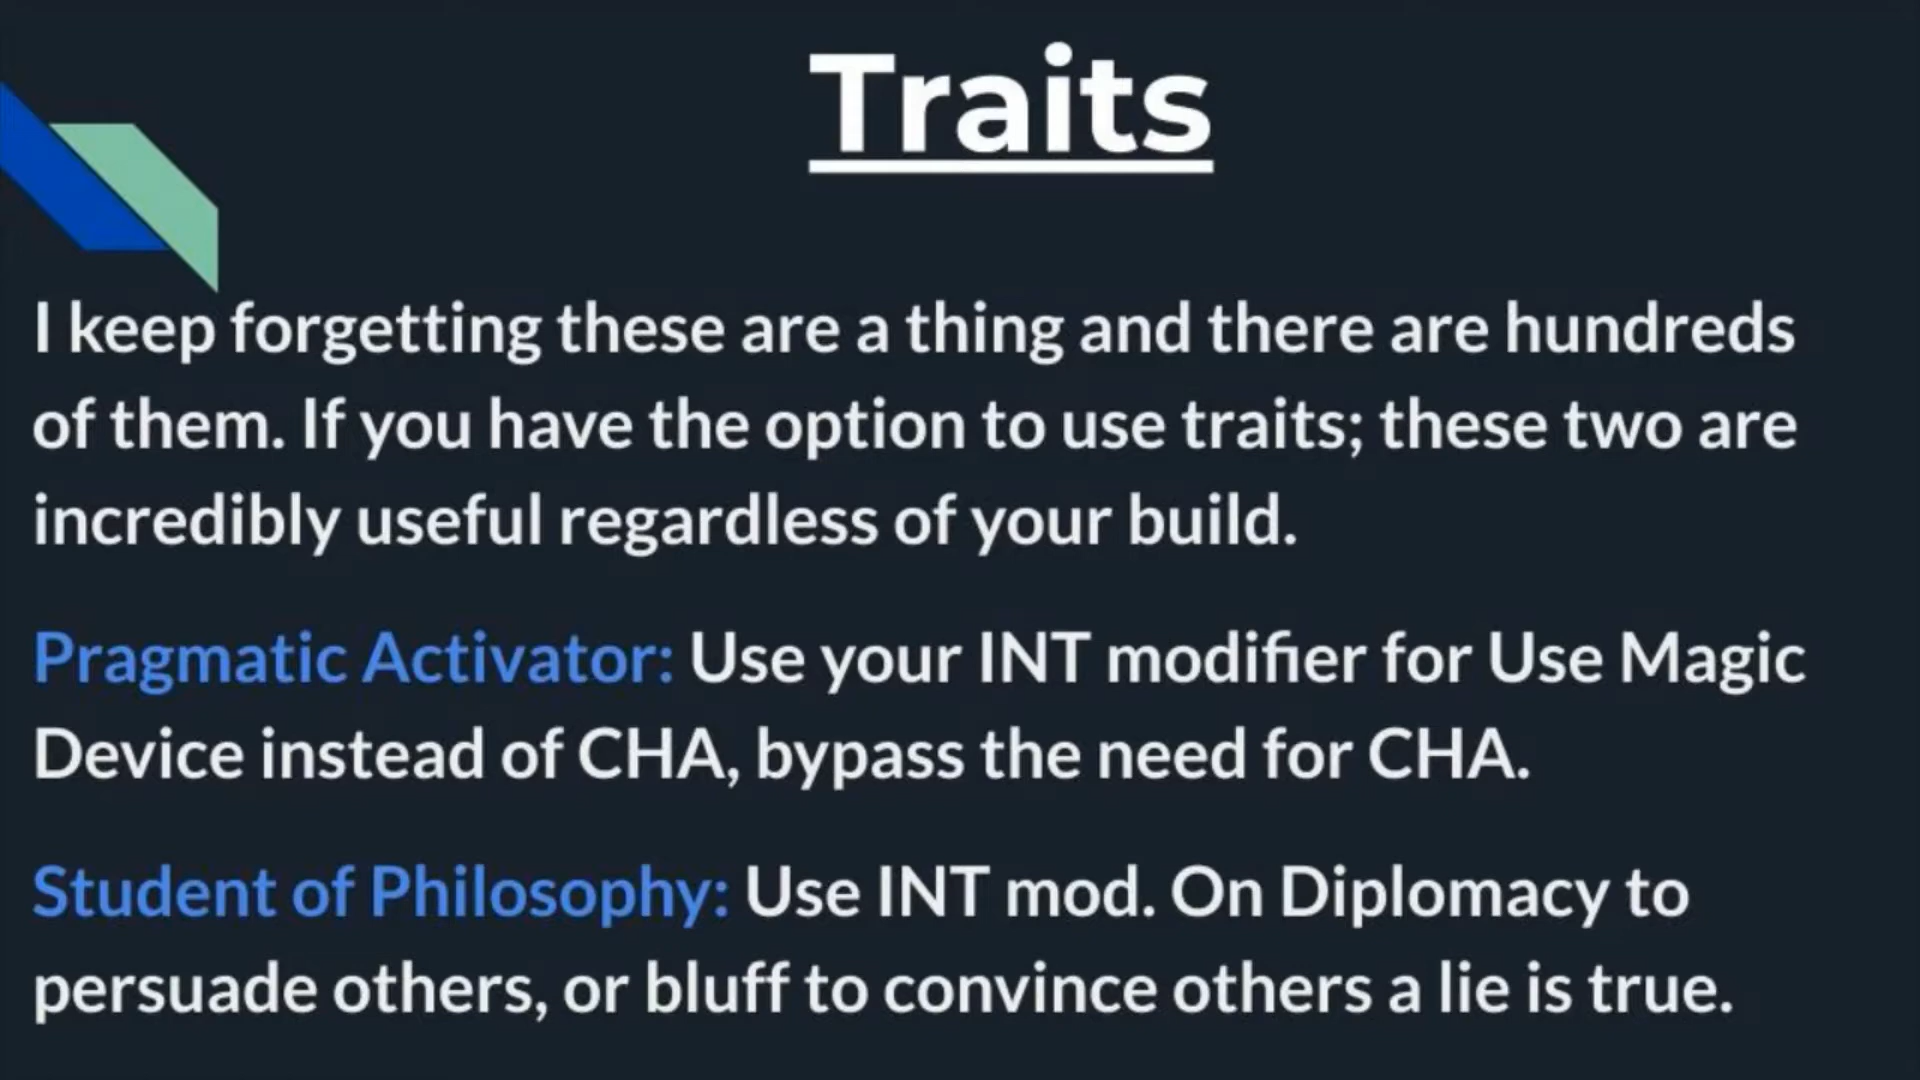 Traits
I keep forgetting these are a thing and there are hundreds
of them. If you have the option to use traits; these two are
incredibly useful regardless of your build.
Pragmatic Activator: Use your INT modifier for Use Magic
Device instead of CHA, bypass the need for CHA.
Student of Philosophy: Use INT mod. On Diplomacy to
persuade others, or bluff to convince others a lie is true.